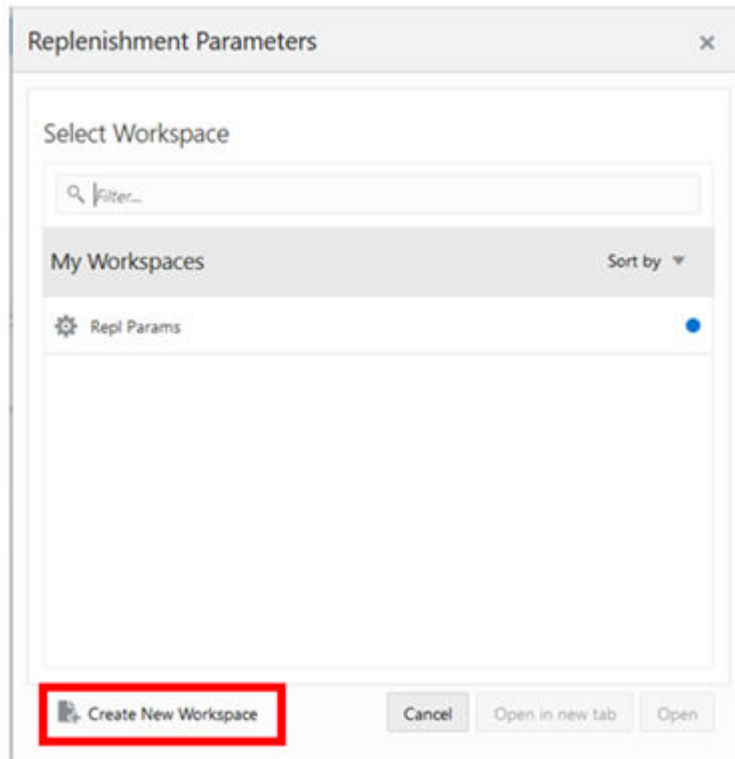 Replenishment Parameters
Select Workspace
Filter...
My Workspaces Sort by
Repl Params
Create New Workspace Cancel Open in new tab Open